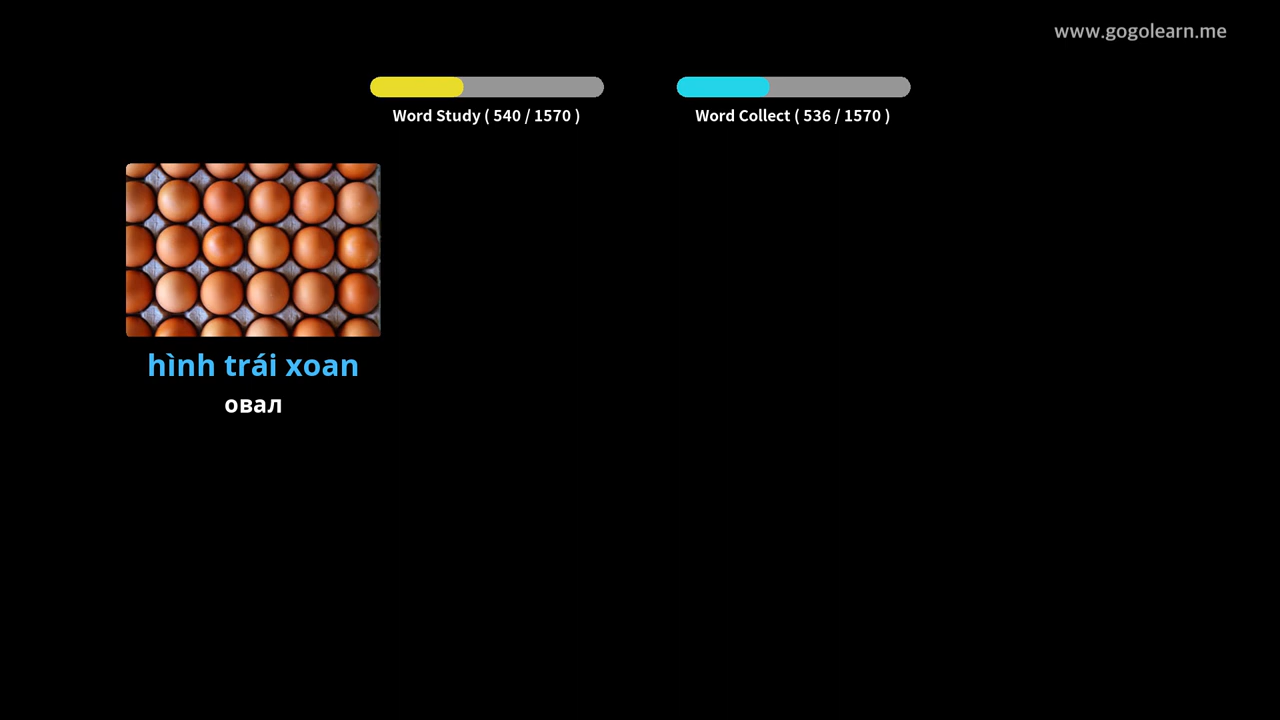 www.gogolearn.me
Word Study ( 540 / 1570 )
Word Collect ( 536 / 1570 )
hình trái xoan
овал